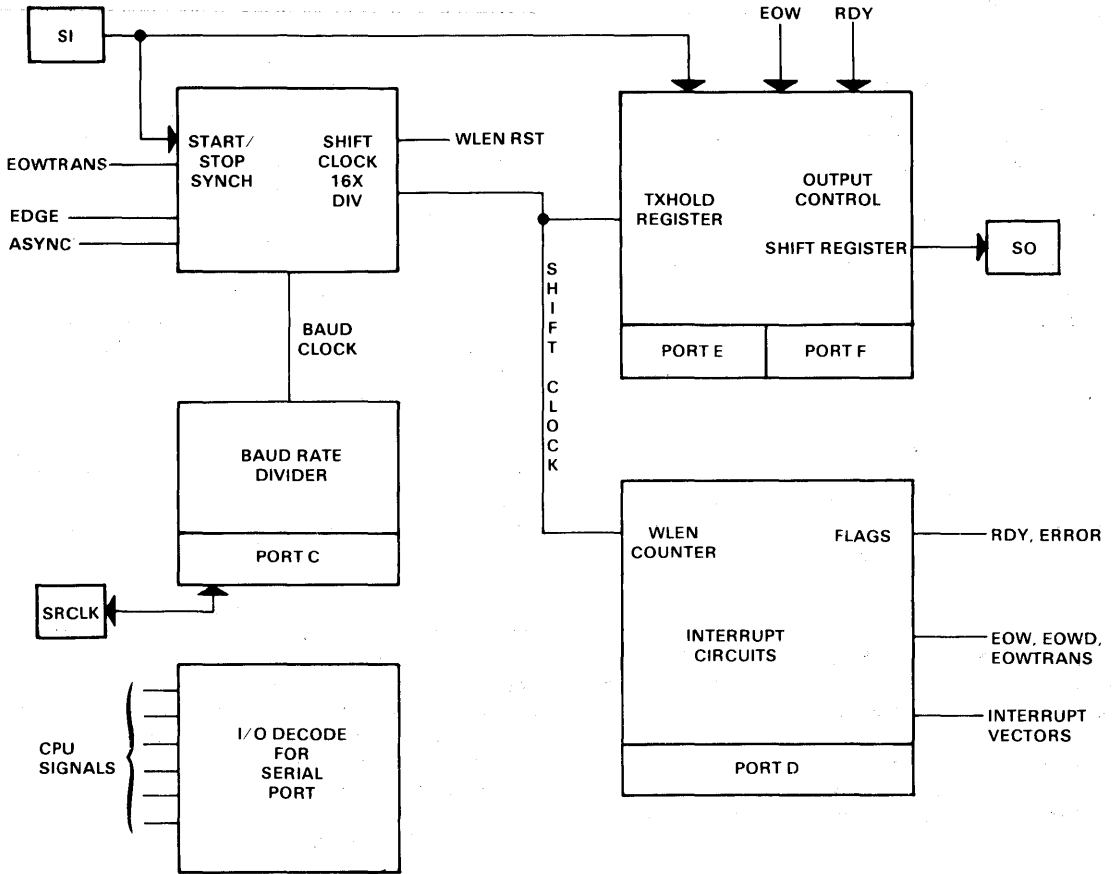 EOW
RDY
SI
START/
STOP
SYNCH
SHIFT
CLOCK
16X
DIV
WLEN RST
EOWTRANS
EDGE
ASYNC
TXHOLD
REGISTER
OUTPUT
CONTROL
SHIFT REGISTER
SO
PORT E
PORT F
BAUD
CLOCK
SHIFT CLOCK
BAUD RATE
DIVIDER
PORT C
SRCLK
WLEN
COUNTER
FLAGS
RDY, ERROR
INTERRUPT
CIRCUITS
EOW, EOWD,
EOWTRANS
INTERRUPT
VECTORS
PORT D
CPU
SIGNALS
I/O DECODE
FOR
SERIAL
PORT